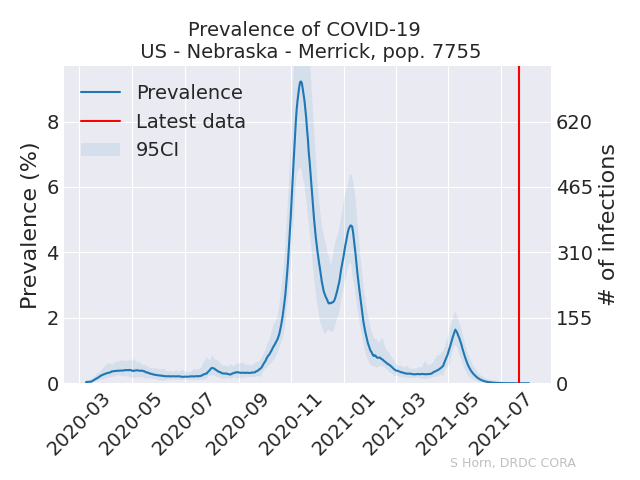 Prevalence of COVID-19
US - Nebraska - Merrick, pop. 7755
Prevalence
Latest data
95CI
Prevalence (%)
8
6
4
2
0
620
465
310
155
0
# of infections
2020-03
2020-05
2020-07
2020-09
2020-11
2021-01
2021-03
2021-05
2021-07
S Horn, DRDC CORA